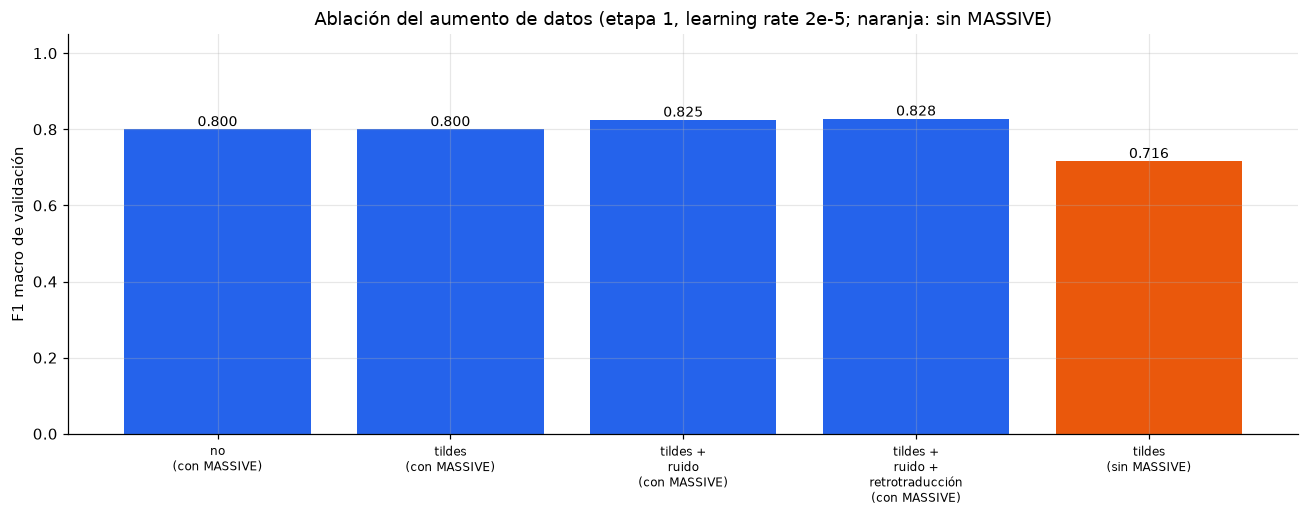 Ablación del aumento de datos (etapa 1, learning rate 2e-5; naranja: sin MASSIVE)
F1 macro de validación
1.0
0.8
0.6
0.4
0.2
0.0
0.800
0.800
0.825
0.828
0.716
no
(con MASSIVE)
tildes
(con MASSIVE)
tildes +
ruido
(con MASSIVE)
tildes +
ruido +
retrotraducción
(con MASSIVE)
tildes
(sin MASSIVE)